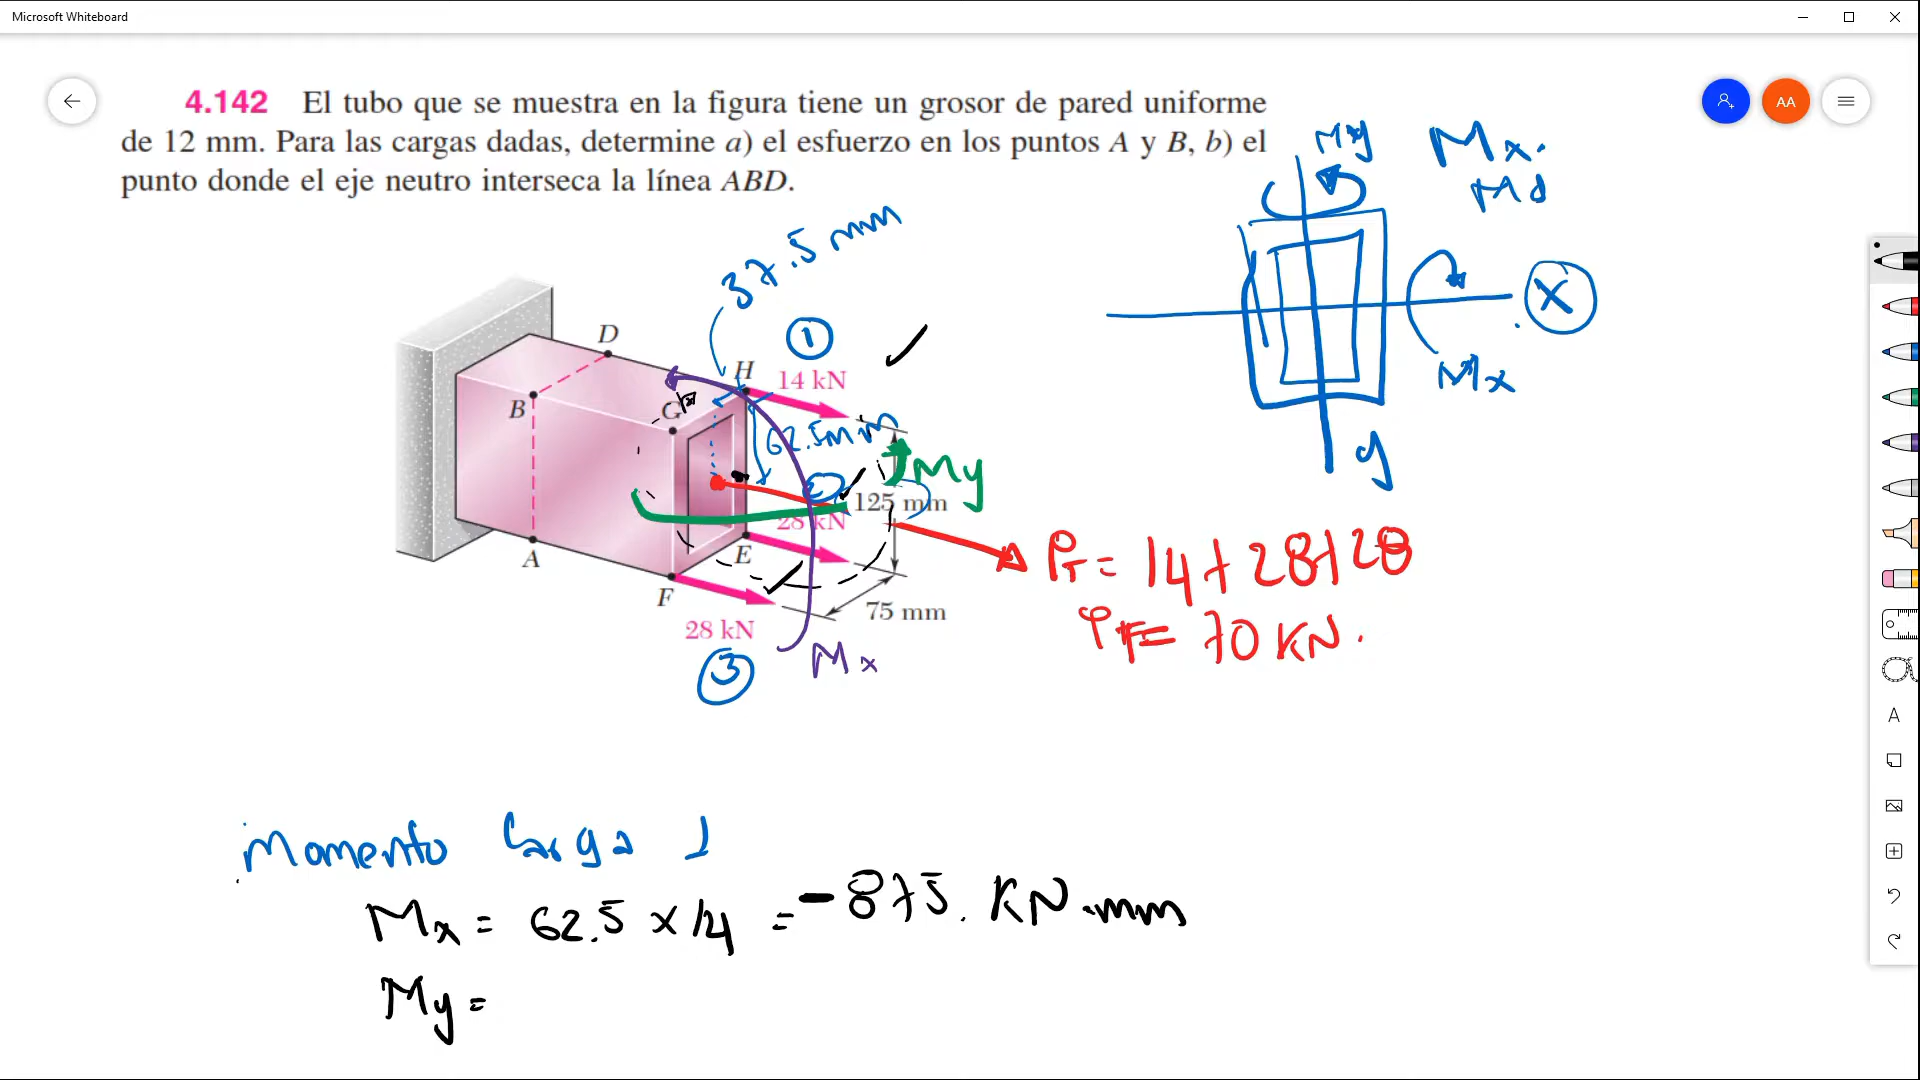 Microsoft Whiteboard
4.142 El tubo que se muestra en la figura tiene un grosor de pared uniforme
de 12 mm. Para las cargas dadas, determine a) el esfuerzo en los puntos A y B, b) el
punto donde el eje neutro interseca la línea ABD.
AA
My
Mx.
X
Mx
y
37.5 mm
1
D
H
14 kN
B
G
62.5mm
My
125 mm
28 kN
A
E
F
75 mm
28 kN
3
Mx
PT = 14+28+28
PT = 70 KN.
Momento Carga 1
Mx = 62.5 x 14 = -875. KN.mm
My =
A